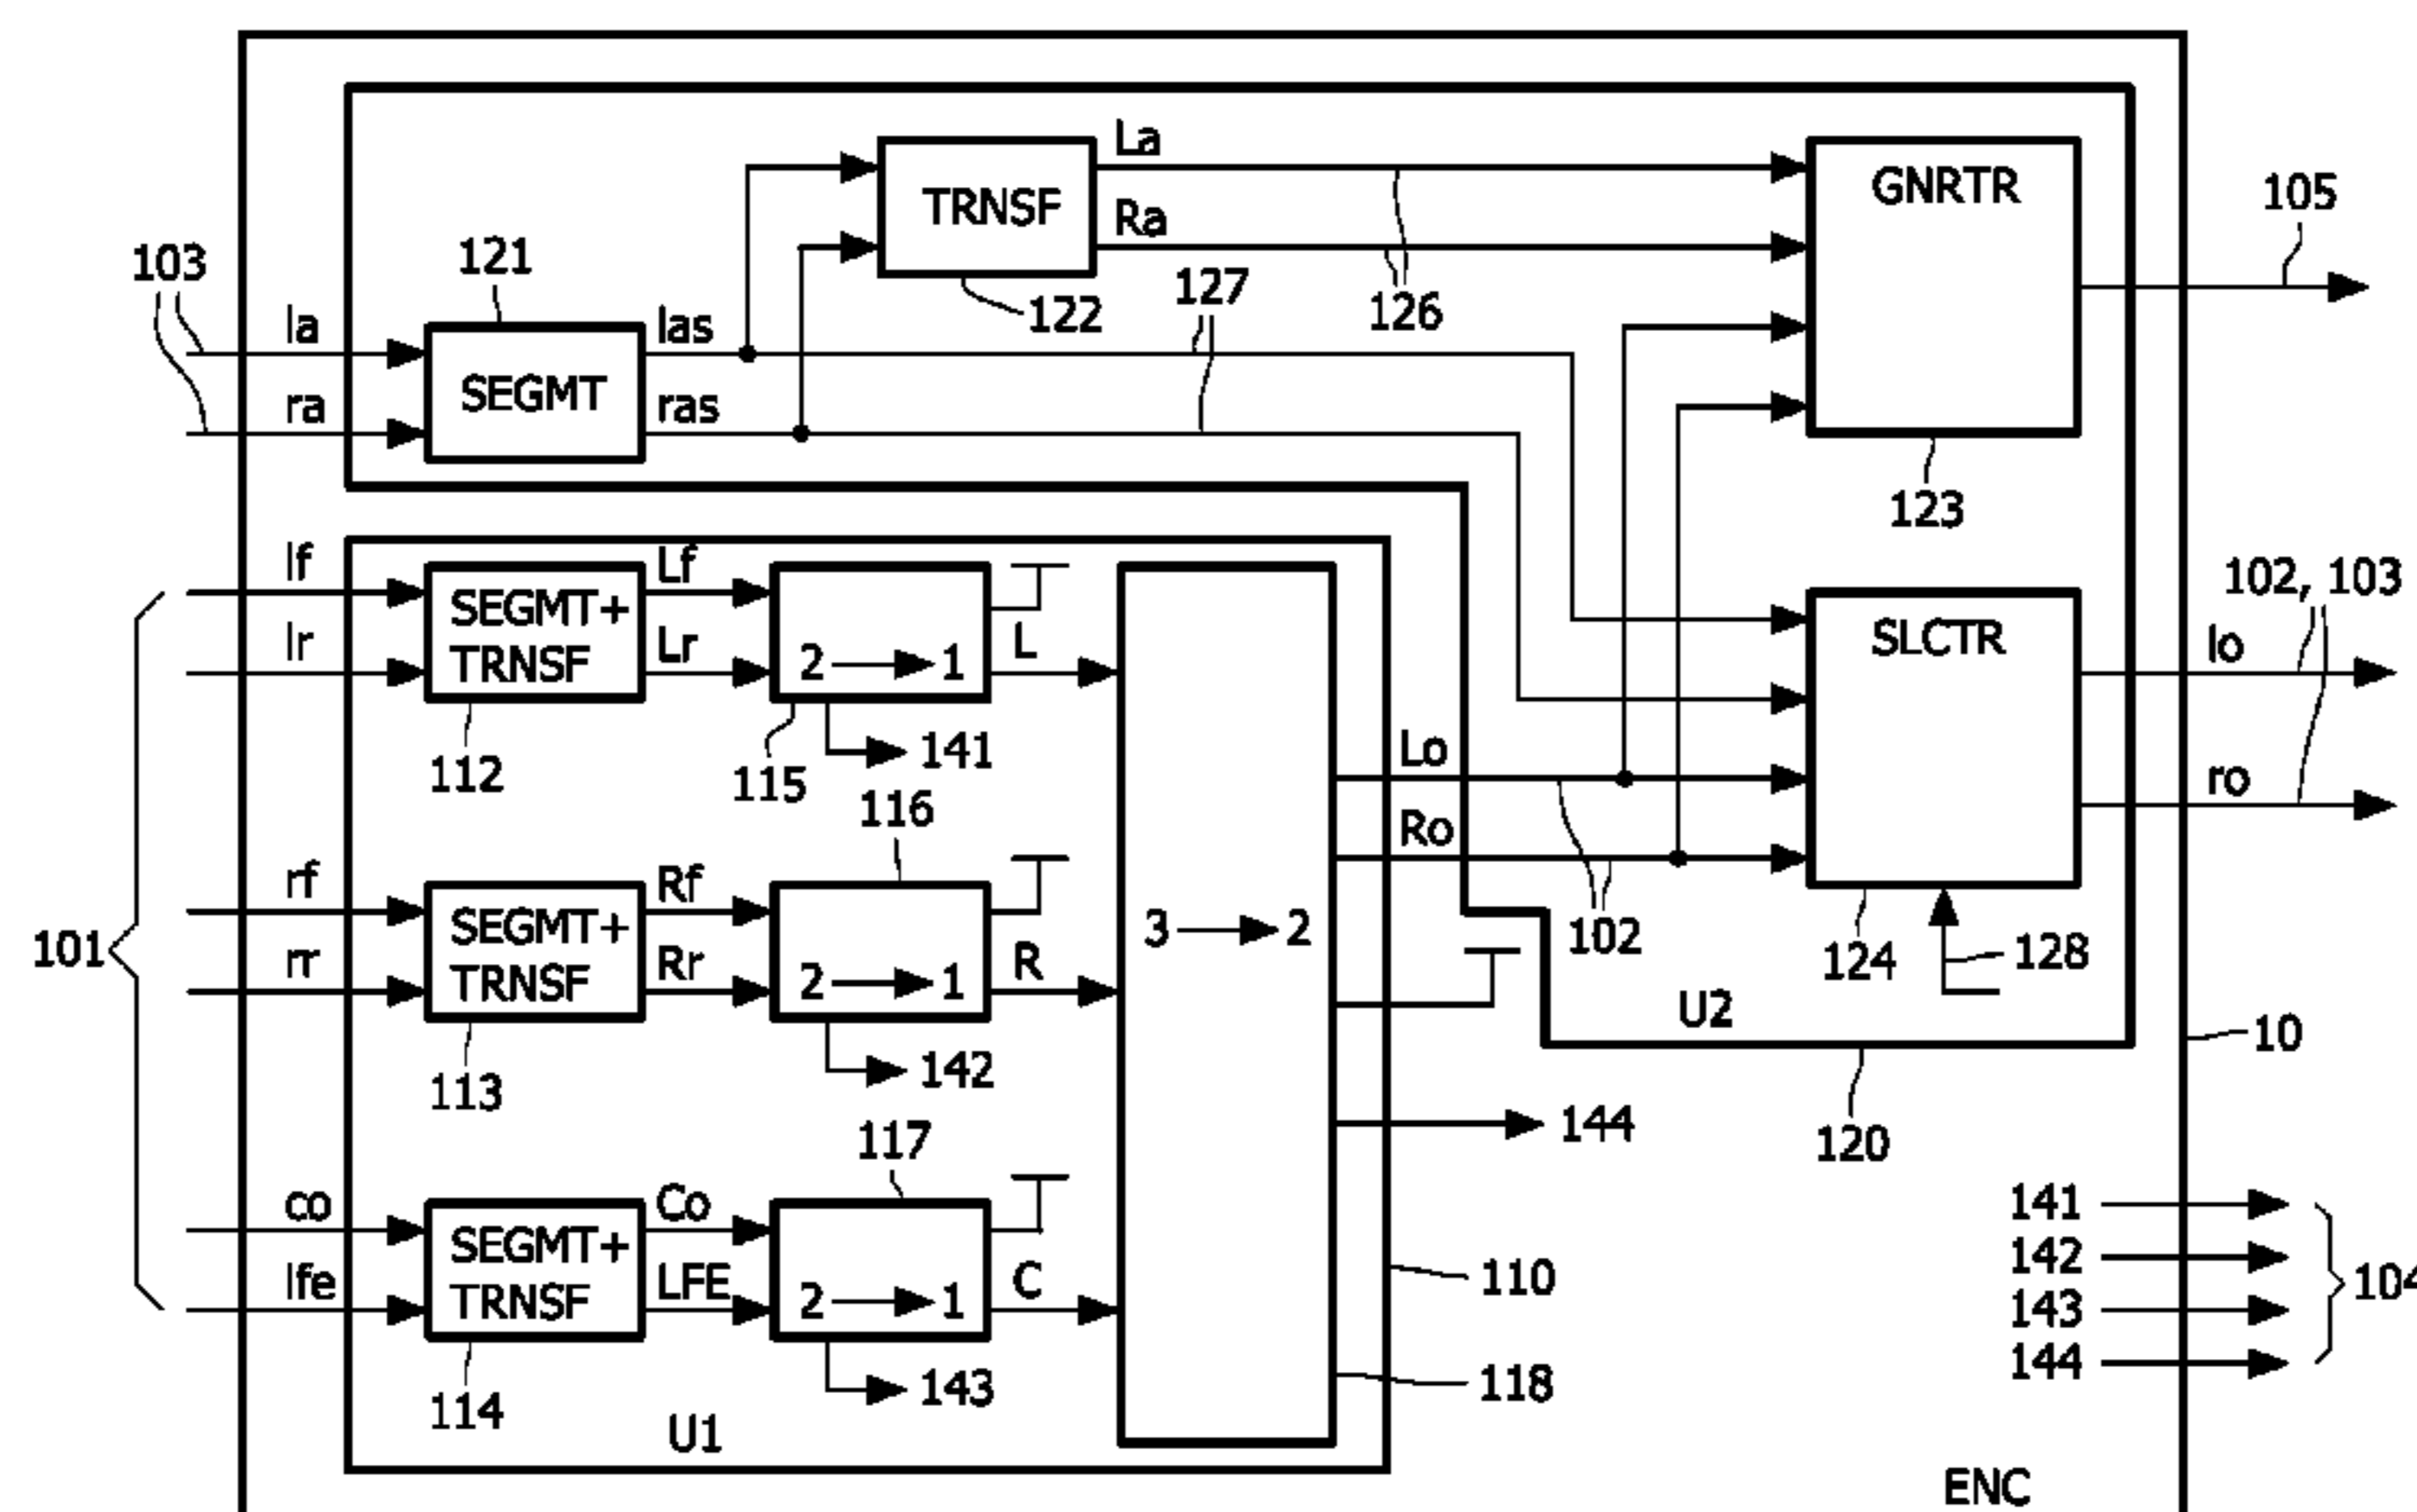 La
TRNSF
Ra
GNRTR
105
103
121
127
122
126
la
las
SEGMT
ra
ras
123
lf
Lf
SEGMT+
TRNSF
lr
Lr
2
1
L
112
115
141
102, 103
SLCTR
lo
ro
Lo
Ro
116
rf
Rf
SEGMT+
TRNSF
rr
Rr
2
1
R
101
3
2
102
124
128
113
142
U2
10
117
144
120
co
Co
SEGMT+
TRNSF
lfe
LFE
2
1
C
110
141
142
143
144
104
114
143
118
U1
ENC